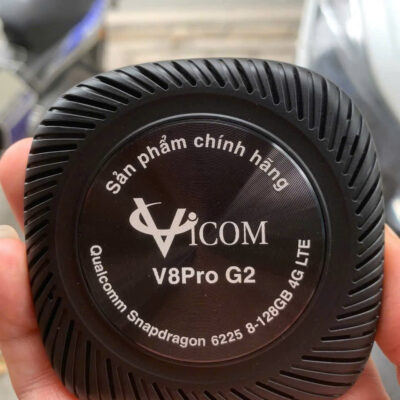 Sản phẩm chính hãng
VICOM
V8Pro G2
Qualcomm Snapdragon 6225 8-128GB 4G LTE